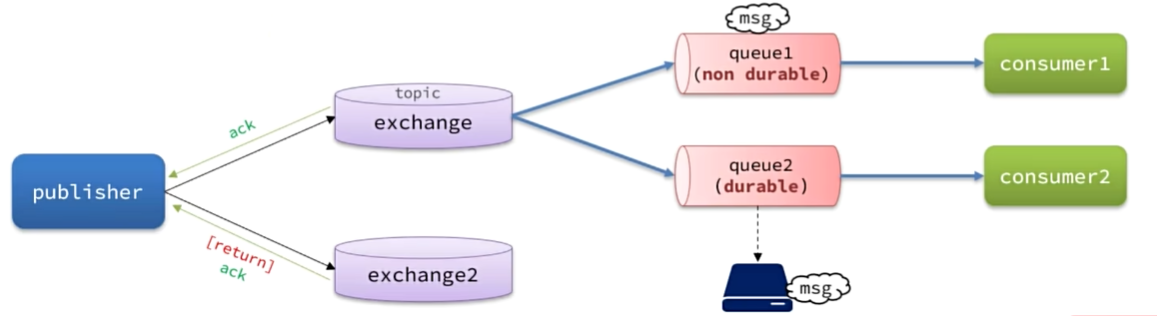 msg
queue1
(non durable)
consumer1
topic
exchange
ack
publisher
queue2
(durable)
consumer2
[return]
ack
exchange2
msg